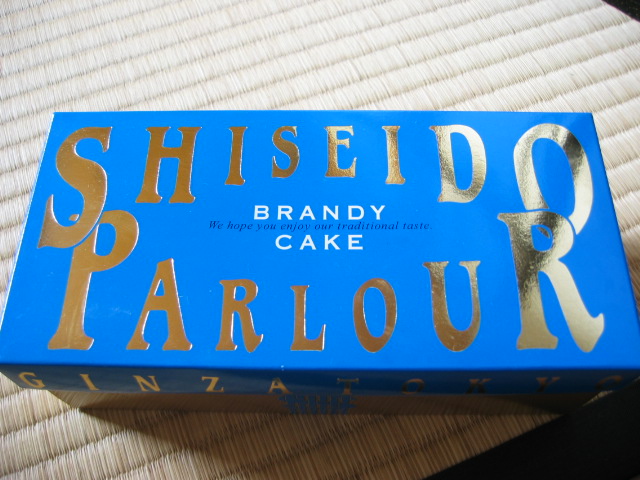 SHISEIDO
BRANDY
We hope you enjoy our traditional taste.
CAKE
PARLOUR
GINZA TOKYO